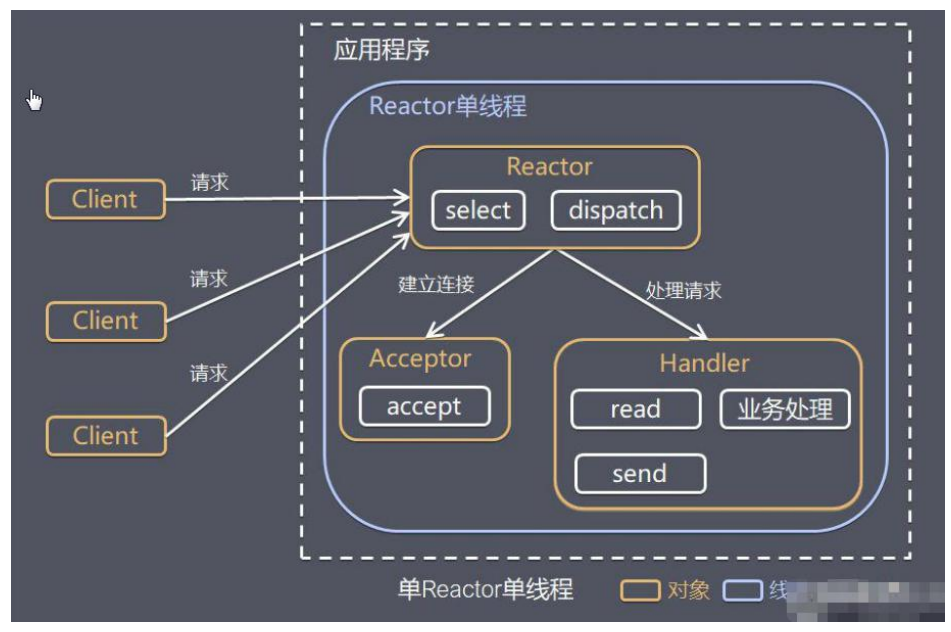 应用程序
Reactor单线程
Reactor
select
dispatch
Client
请求
Client
请求
Client
请求
建立连接
处理请求
Acceptor
accept
Handler
read
业务处理
send
单Reactor单线程
对象
线